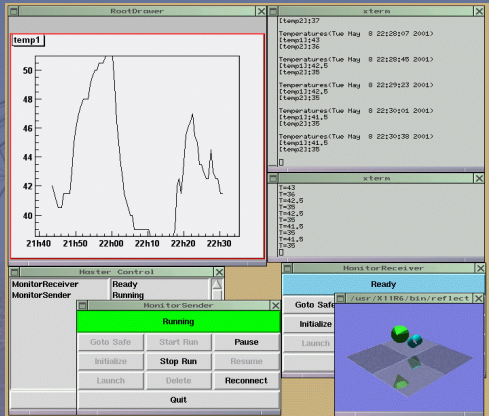 RootDrawer
temp1
50
48
46
44
42
40
21h40 21h50 22h00 22h10 22h20 22h30
xterm
[temp2]:37
Temperatures(Tue May 8 22:28:07 2001)
[temp1]:43
[temp2]:36
Temperatures(Tue May 8 22:28:45 2001)
[temp1]:42.5
[temp2]:35
Temperatures(Tue May 8 22:29:23 2001)
[temp1]:42.5
[temp2]:35
Temperatures(Tue May 8 22:30:01 2001)
[temp1]:41.5
[temp2]:35
Temperatures(Tue May 8 22:30:38 2001)
[temp1]:41.5
[temp2]:35
xterm
T=43
T=36
T=42.5
T=35
T=42.5
T=35
T=41.5
T=35
T=41.5
T=35
Master Control
MonitorReceiver Ready
MonitorSender Running
MonitorSender
Running
Goto Safe Start Run Pause
Initialize Stop Run Resume
Launch Delete Reconnect
Quit
MonitorReceiver
Ready
Goto Safe
Initialize
Launch
/usr/X11R6/bin/reflect